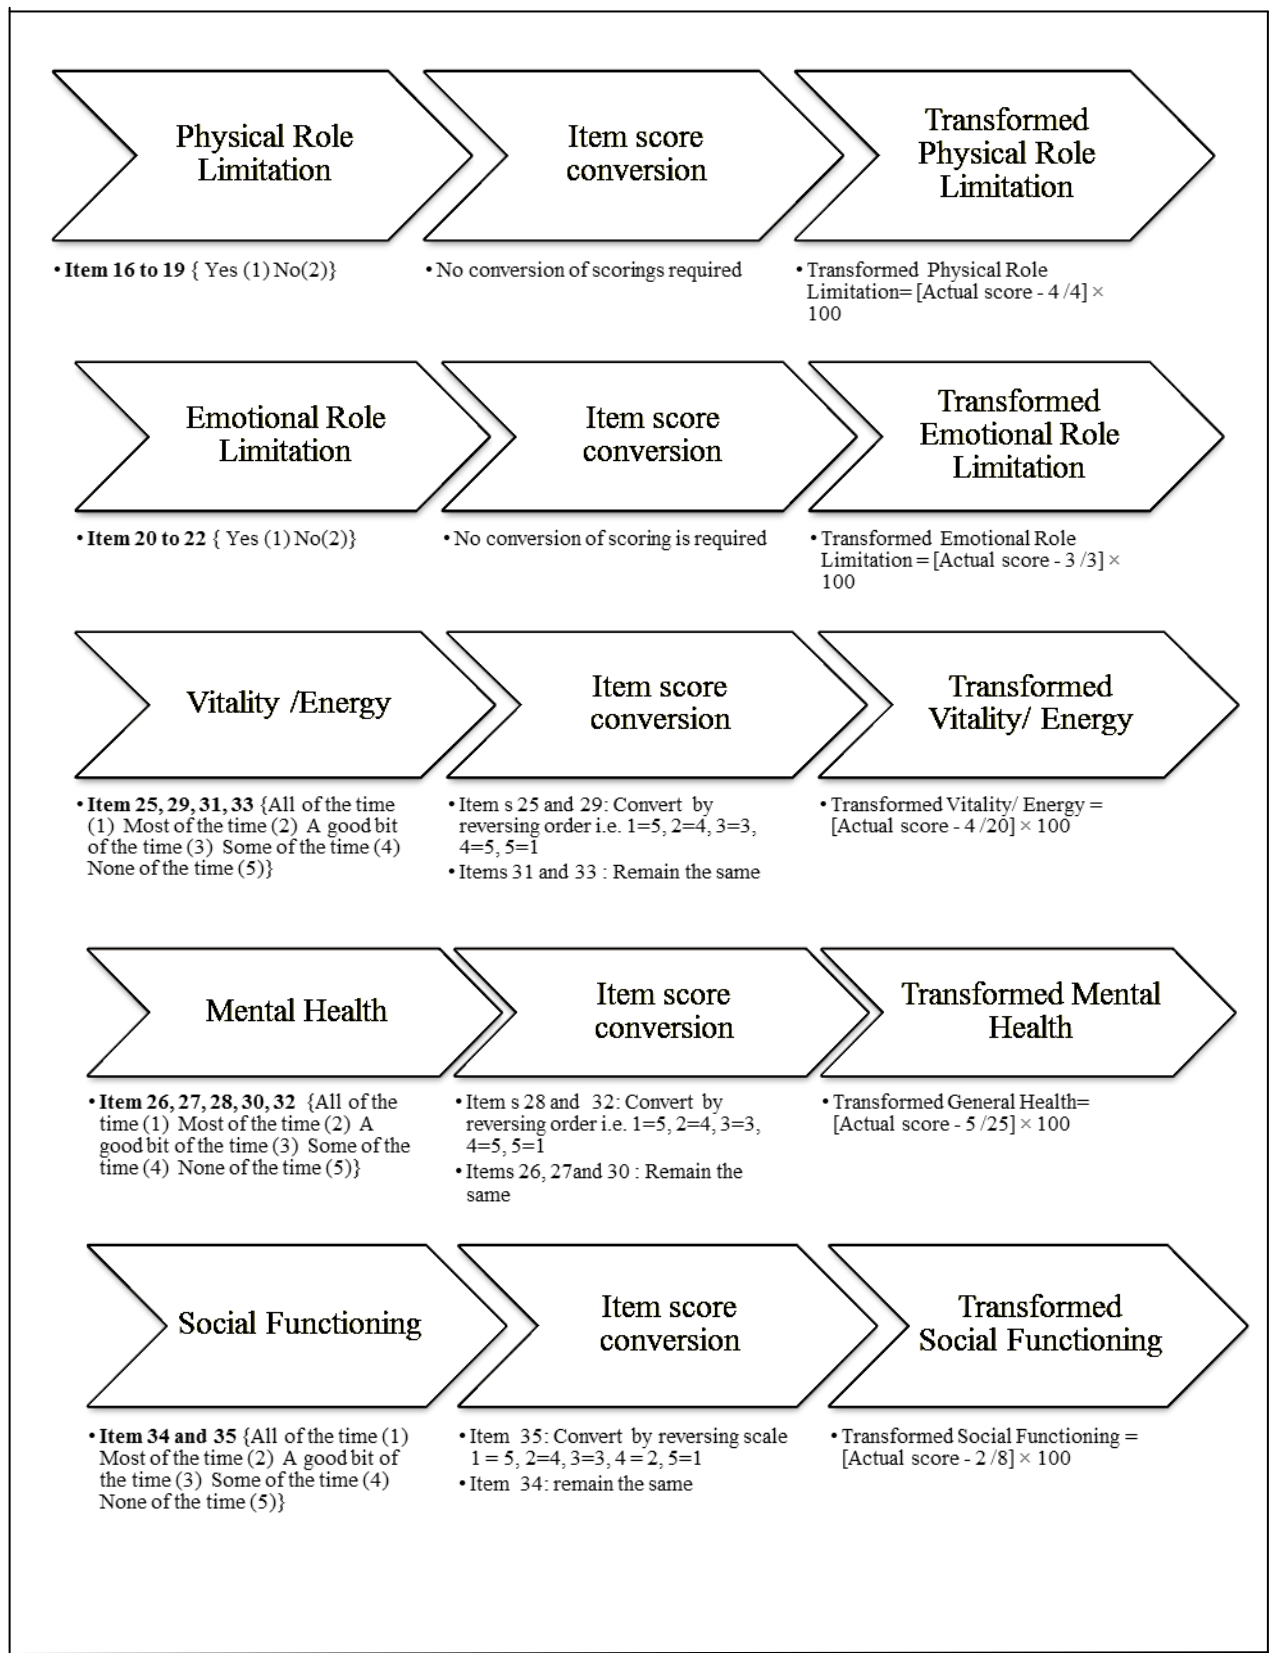 Physical Role
Limitation
Item score
conversion
Transformed
Physical Role
Limitation
• Item 16 to 19 { Yes (1) No(2)}
• No conversion of scorings required
• Transformed Physical Role
Limitation= [Actual score - 4 /4] ×
100
Emotional Role
Limitation
Item score
conversion
Transformed
Emotional Role
Limitation
• Item 20 to 22 { Yes (1) No(2)}
• No conversion of scoring is required
• Transformed Emotional Role
Limitation = [Actual score - 3 /3] ×
100
Vitality /Energy
Item score
conversion
Transformed
Vitality/ Energy
• Item 25, 29, 31, 33 {All of the time
(1) Most of the time (2) A good bit
of the time (3) Some of the time (4)
None of the time (5)}
• Item s 25 and 29: Convert by
reversing order i.e. 1=5, 2=4, 3=3,
4=5, 5=1
• Items 31 and 33 : Remain the same
• Transformed Vitality/ Energy =
[Actual score - 4 /20] × 100
Mental Health
Item score
conversion
Transformed Mental
Health
• Item 26, 27, 28, 30, 32 {All of the
time (1) Most of the time (2) A
good bit of the time (3) Some of the
time (4) None of the time (5)}
• Item s 28 and 32: Convert by
reversing order i.e. 1=5, 2=4, 3=3,
4=5, 5=1
• Items 26, 27and 30 : Remain the
same
• Transformed General Health=
[Actual score - 5 /25] × 100
Social Functioning
Item score
conversion
Transformed
Social Functioning
• Item 34 and 35 {All of the time (1)
Most of the time (2) A good bit of
the time (3) Some of the time (4)
None of the time (5)}
• Item 35: Convert by reversing scale
1 = 5, 2=4, 3=3, 4 = 2, 5=1
• Item 34: remain the same
• Transformed Social Functioning =
[Actual score - 2 /8] × 100